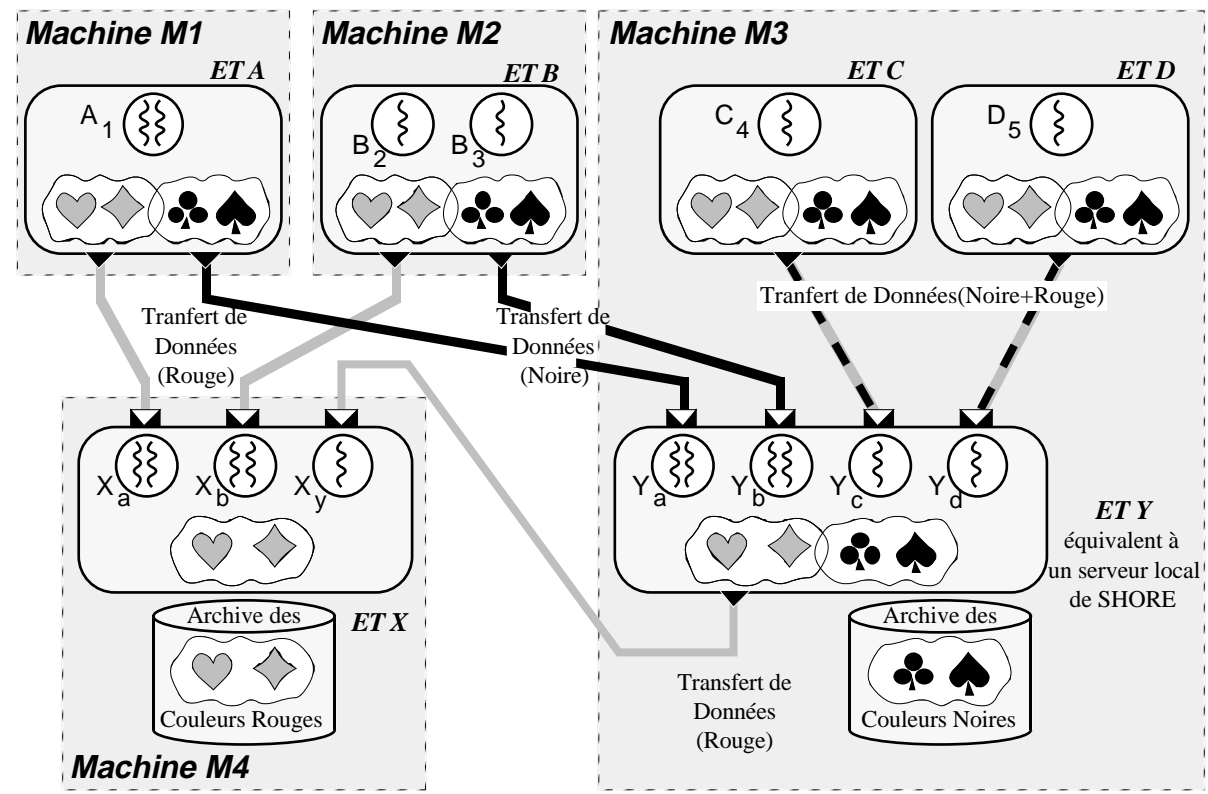 Machine M1
Machine M2
Machine M3
ET A
ET B
ET C
ET D
A1
B2
B3
C4
D5
Tranfert de
Données
(Rouge)
Transfert de
Données
(Noire)
Tranfert de Données(Noire+Rouge)
Xa
Xb
Xy
Ya
Yb
Yc
Yd
ET X
ET Y
équivalent à
un serveur local
de SHORE
Archive des
Couleurs Rouges
Transfert de
Données
(Rouge)
Archive des
Couleurs Noires
Machine M4